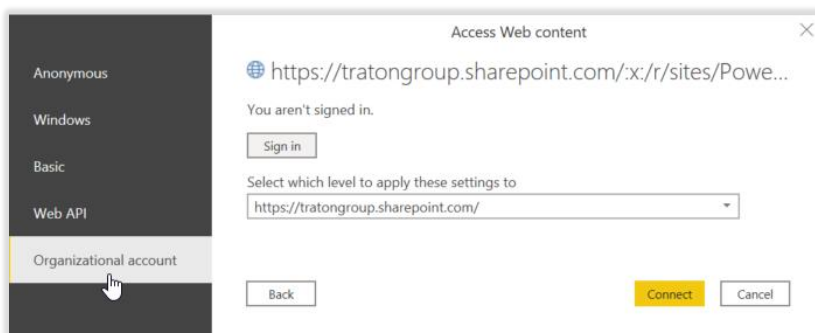 Access Web content
Anonymous
Windows
Basic
Web API
Organizational account
https://tratongroup.sharepoint.com/:x:/r/sites/Powe...
You aren't signed in.
Sign in
Select which level to apply these settings to
https://tratongroup.sharepoint.com/
Back
Connect
Cancel